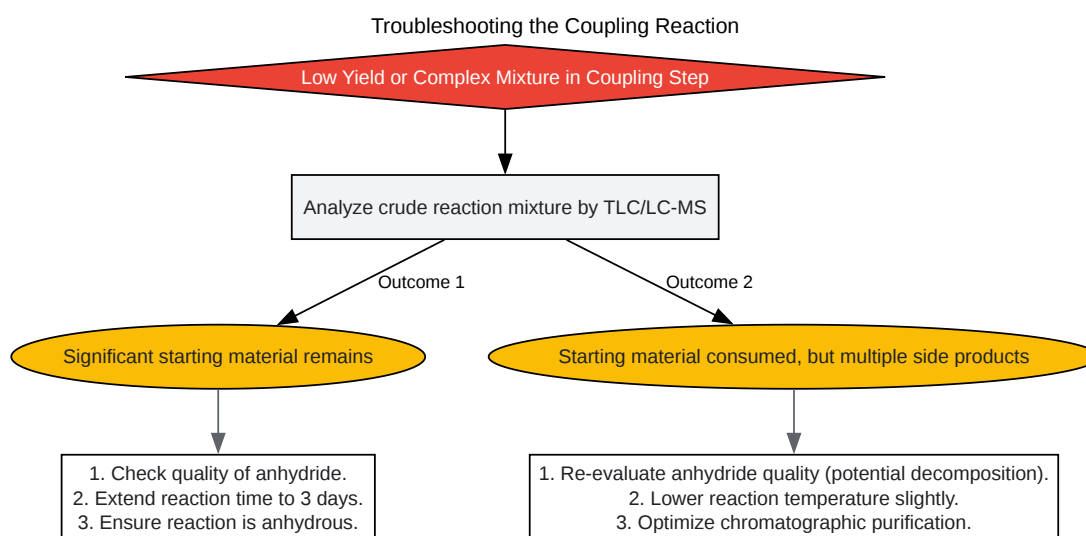 Troubleshooting the Coupling Reaction
Low Yield or Complex Mixture in Coupling Step
Analyze crude reaction mixture by TLC/LC-MS
Outcome 1
Outcome 2
Significant starting material remains
Starting material consumed, but multiple side products
1. Check quality of anhydride.
2. Extend reaction time to 3 days.
3. Ensure reaction is anhydrous.
1. Re-evaluate anhydride quality (potential decomposition).
2. Lower reaction temperature slightly.
3. Optimize chromatographic purification.